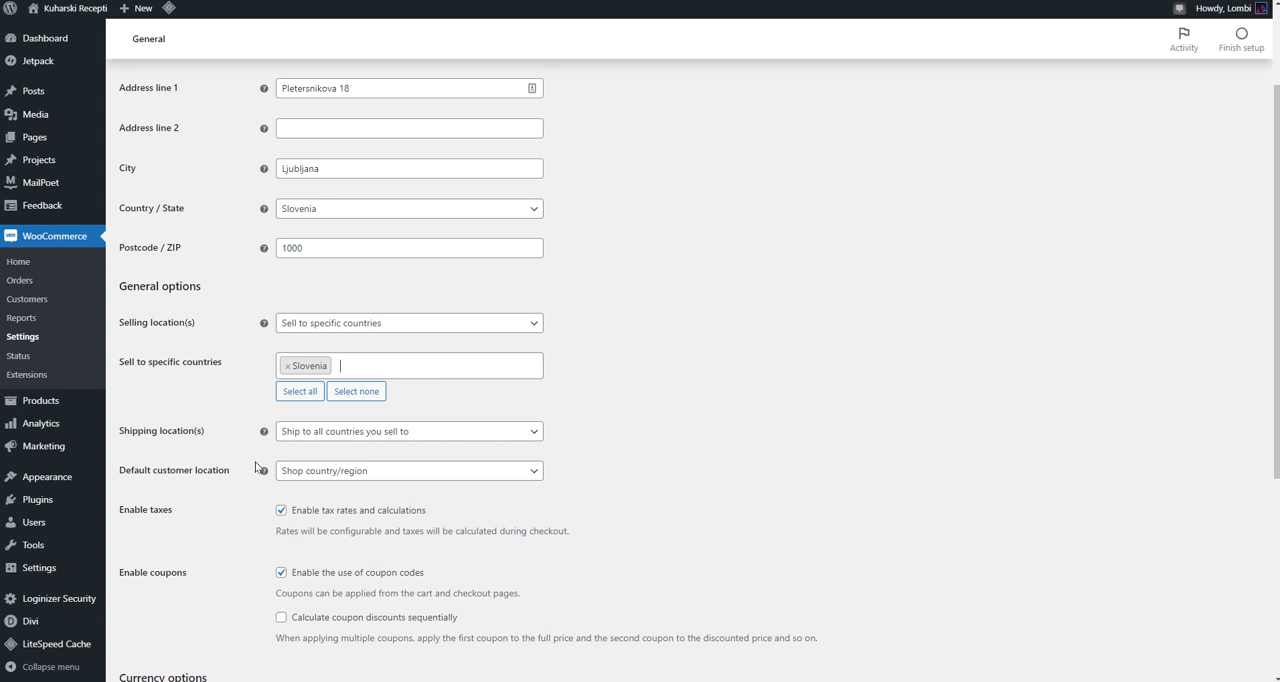 Kuharski Recepti
New
Howdy, Lombi
Dashboard
Jetpack
Posts
Media
Pages
Projects
MailPoet
Feedback
WooCommerce
Home
Orders
Customers
Reports
Settings
Status
Extensions
Products
Analytics
Marketing
Appearance
Plugins
Users
Tools
Settings
Loginizer Security
Divi
LiteSpeed Cache
Collapse menu
General
Activity
Finish setup
Address line 1
Pletersnikova 18
Address line 2
City
Ljubljana
Country / State
Slovenia
Postcode / ZIP
1000
General options
Selling location(s)
Sell to specific countries
Sell to specific countries
× Slovenia
Select all
Select none
Shipping location(s)
Ship to all countries you sell to
Default customer location
Shop country/region
Enable taxes
Enable tax rates and calculations
Rates will be configurable and taxes will be calculated during checkout.
Enable coupons
Enable the use of coupon codes
Coupons can be applied from the cart and checkout pages.
Calculate coupon discounts sequentially
When applying multiple coupons, apply the first coupon to the full price and the second coupon to the discounted price and so on.
Currency options